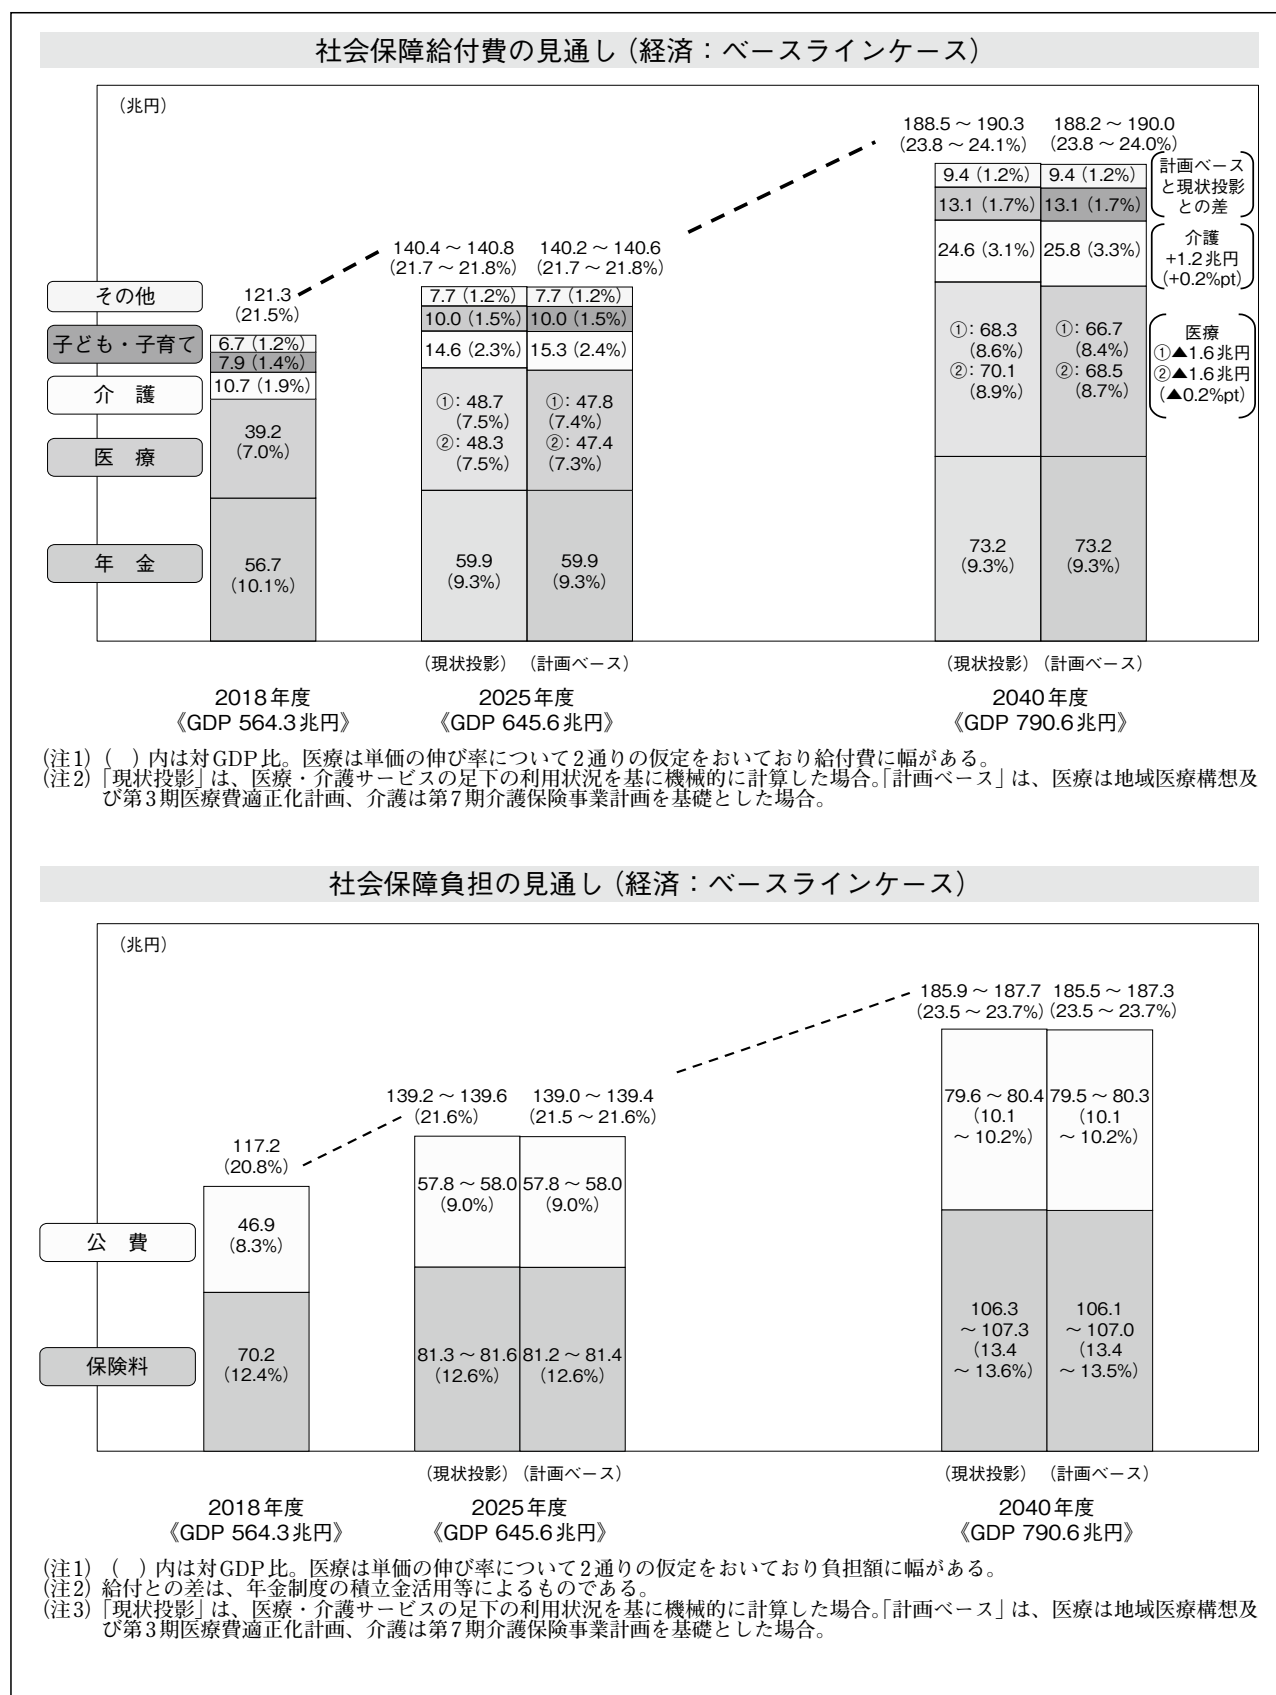 社会保障給付費の見通し（経済：ベースラインケース）
（兆円）
188.5 ～ 190.3
（23.8 ～ 24.1%）
188.2 ～ 190.0
（23.8 ～ 24.0%）
計画ベース
と現状投影
との差
9.4（1.2%）
9.4（1.2%）
13.1（1.7%）
13.1（1.7%）
24.6（3.1%）
25.8（3.3%）
介護
+1.2兆円
（+0.2%pt）
140.4 ～ 140.8
（21.7 ～ 21.8%）
140.2 ～ 140.6
（21.7 ～ 21.8%）
その他
121.3
（21.5%）
7.7（1.2%）
7.7（1.2%）
10.0（1.5%）
10.0（1.5%）
子ども・子育て
6.7（1.2%）
7.9（1.4%）
14.6（2.3%）
15.3（2.4%）
①：68.3
（8.6%）
②：70.1
（8.9%）
①：66.7
（8.4%）
②：68.5
（8.7%）
医療
①▲1.6兆円
②▲1.6兆円
（▲0.2%pt）
介　護
10.7（1.9%）
①：48.7
（7.5%）
②：48.3
（7.5%）
①：47.8
（7.4%）
②：47.4
（7.3%）
医　療
39.2
（7.0%）
年　金
56.7
（10.1%）
59.9
（9.3%）
59.9
（9.3%）
73.2
（9.3%）
73.2
（9.3%）
（現状投影）（計画ベース）
（現状投影）（計画ベース）
2018年度
《GDP 564.3兆円》
2025年度
《GDP 645.6兆円》
2040年度
《GDP 790.6兆円》
（注1）（　）内は対GDP比。医療は単価の伸び率について2通りの仮定をおいており給付費に幅がある。
（注2）「現状投影」は、医療・介護サービスの足下の利用状況を基に機械的に計算した場合。「計画ベース」は、医療は地域医療構想及
び第3期医療費適正化計画、介護は第7期介護保険事業計画を基礎とした場合。
社会保障負担の見通し（経済：ベースラインケース）
（兆円）
185.9 ～ 187.7
（23.5 ～ 23.7%）
185.5 ～ 187.3
（23.5 ～ 23.7%）
139.2 ～ 139.6
（21.6%）
139.0 ～ 139.4
（21.5 ～ 21.6%）
79.6 ～ 80.4
（10.1
～ 10.2%）
79.5 ～ 80.3
（10.1
～ 10.2%）
117.2
（20.8%）
57.8 ～ 58.0
（9.0%）
57.8 ～ 58.0
（9.0%）
公　費
46.9
（8.3%）
保険料
70.2
（12.4%）
81.3 ～ 81.6
（12.6%）
81.2 ～ 81.4
（12.6%）
106.3
～ 107.3
（13.4
～ 13.6%）
106.1
～ 107.0
（13.4
～ 13.5%）
（現状投影）（計画ベース）
（現状投影）（計画ベース）
2018年度
《GDP 564.3兆円》
2025年度
《GDP 645.6兆円》
2040年度
《GDP 790.6兆円》
（注1）（　）内は対GDP比。医療は単価の伸び率について2通りの仮定をおいており負担額に幅がある。
（注2）給付との差は、年金制度の積立金活用等によるものである。
（注3）「現状投影」は、医療・介護サービスの足下の利用状況を基に機械的に計算した場合。「計画ベース」は、医療は地域医療構想及
び第3期医療費適正化計画、介護は第7期介護保険事業計画を基礎とした場合。